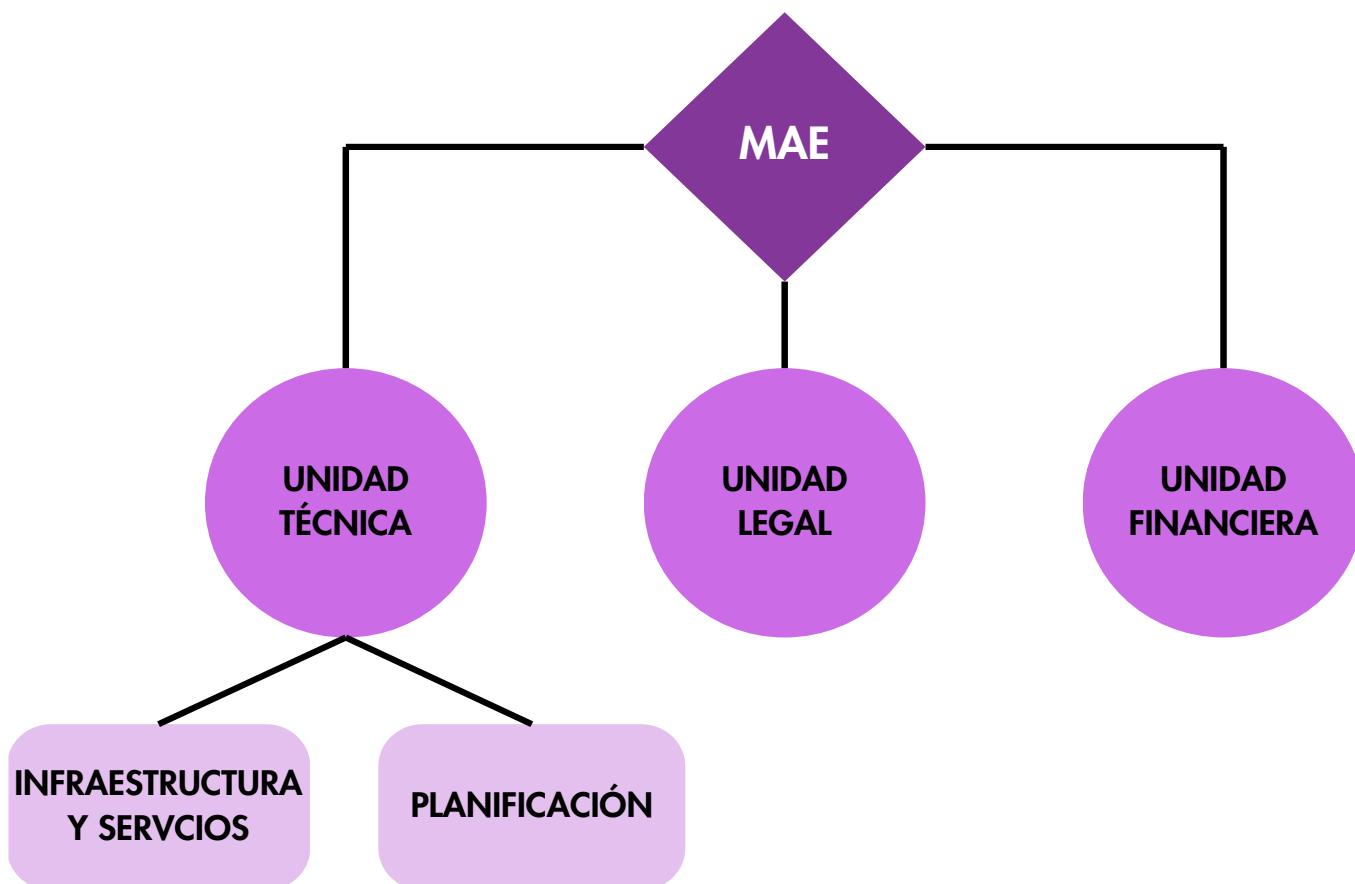 MAE
UNIDAD
TÉCNICA
UNIDAD
LEGAL
UNIDAD
FINANCIERA
INFRAESTRUCTURA
Y SERVCIOS
PLANIFICACIÓN